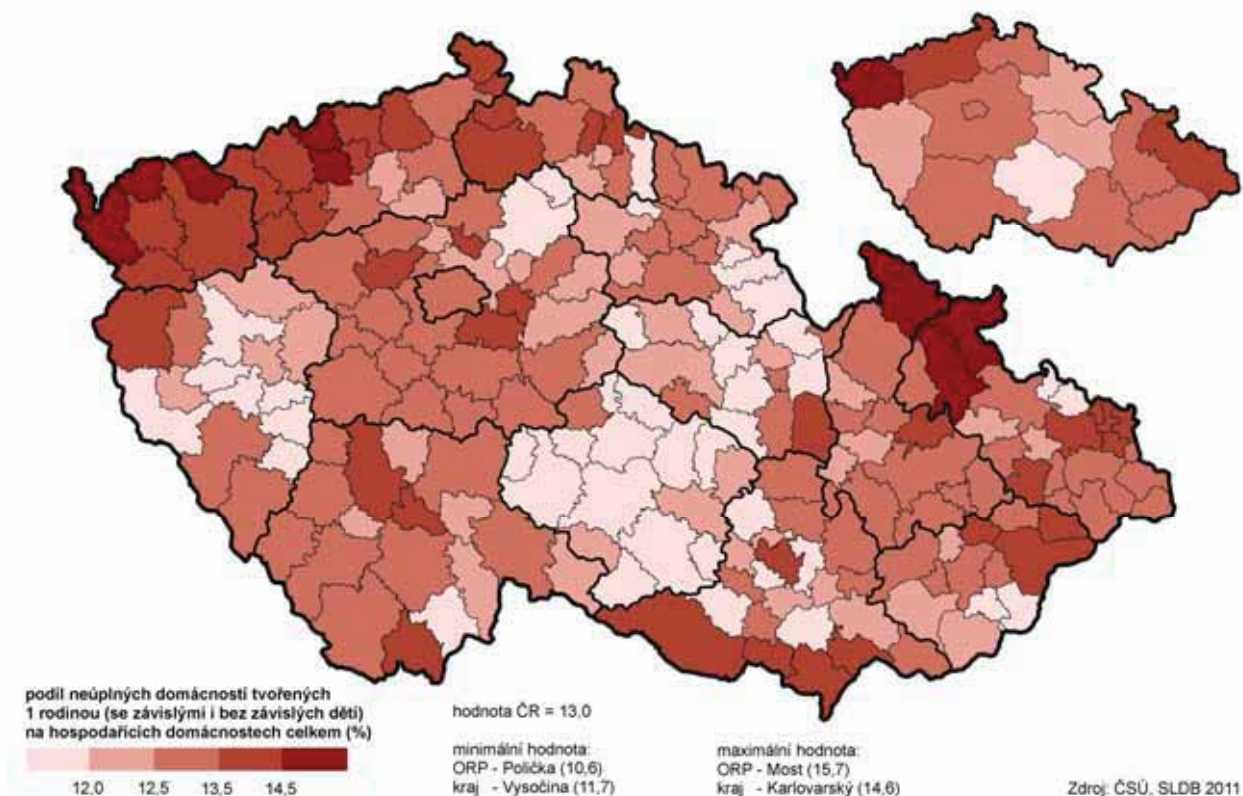 podíl neúplných domácností tvořených
1 rodinou (se závislými i bez závislých dětí)
na hospodařících domácnostech celkem (%)
12,0 12,5 13,5 14,5
hodnota ČR = 13,0
minimální hodnota:
ORP - Polička (10,6)
kraj - Vysočina (11,7)
maximální hodnota:
ORP - Most (15,7)
kraj - Karlovarský (14,6)
Zdroj: ČSÚ, SLDB 2011